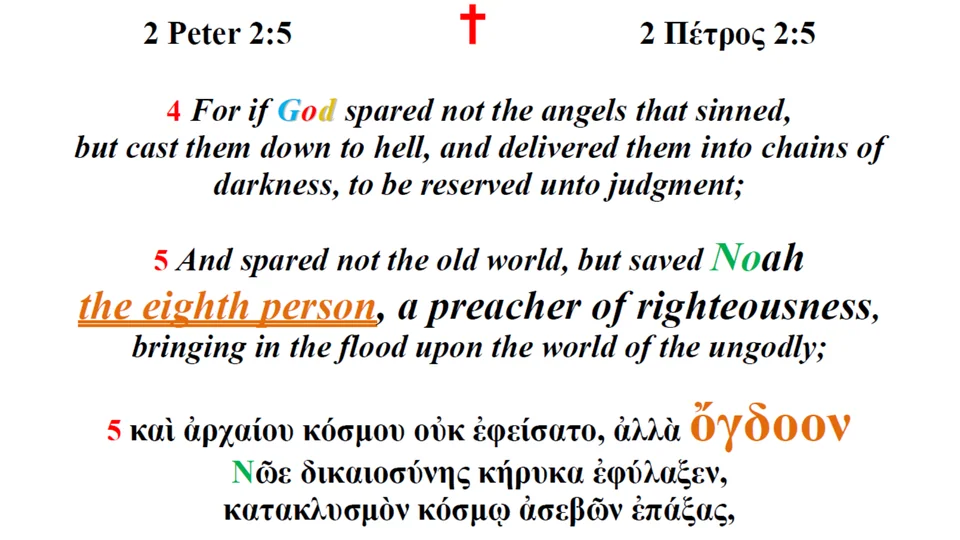 2 Peter 2:5 2 Πέτρος 2:5
4 For if God spared not the angels that sinned,
but cast them down to hell, and delivered them into chains of
darkness, to be reserved unto judgment;
5 And spared not the old world, but saved Noah
the eighth person, a preacher of righteousness,
bringing in the flood upon the world of the ungodly;
5 καὶ ἀρχαίου κόσμου οὐκ ἐφείσατο, ἀλλὰ ὄγδοον
Νῶε δικαιοσύνης κήρυκα ἐφύλαξεν,
κατακλυσμὸν κόσμῳ ἀσεβῶν ἐπάξας,